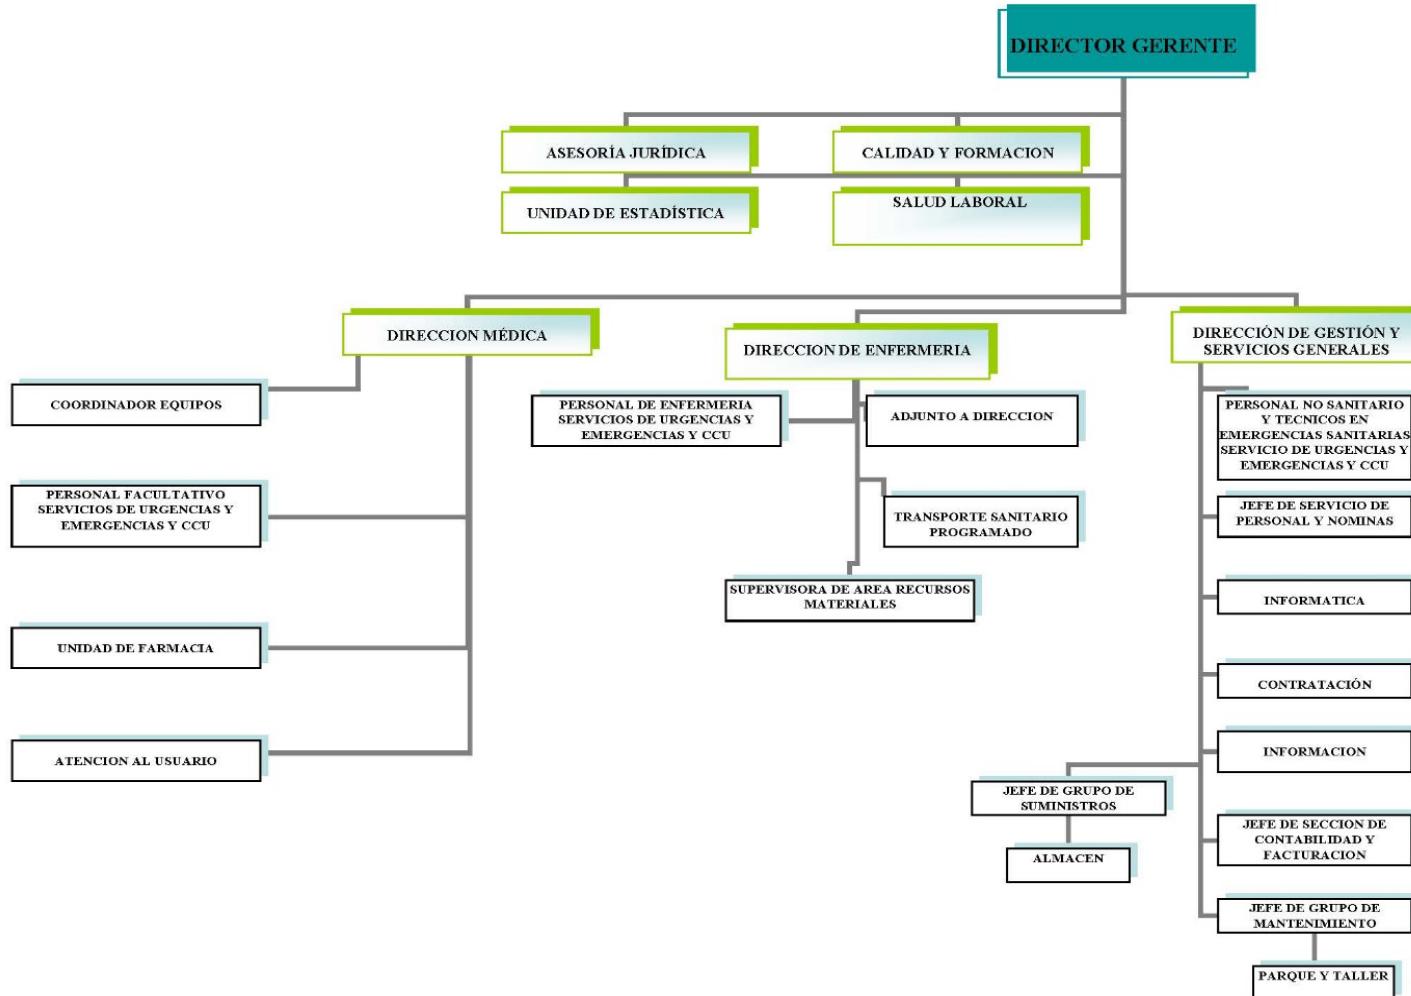 DIRECTOR GERENTE
ASESORÍA JURÍDICA
CALIDAD Y FORMACION
UNIDAD DE ESTADÍSTICA
SALUD LABORAL
DIRECCION MÉDICA
DIRECCION DE ENFERMERIA
DIRECCIÓN DE GESTIÓN Y
SERVICIOS GENERALES
COORDINADOR EQUIPOS
PERSONAL FACULTATIVO
SERVICIOS DE URGENCIAS Y
EMERGENCIAS Y CCU
UNIDAD DE FARMACIA
ATENCION AL USUARIO
PERSONAL DE ENFERMERIA
SERVICIOS DE URGENCIAS Y
EMERGENCIAS Y CCU
ADJUNTO A DIRECCION
TRANSPORTE SANITARIO
PROGRAMADO
SUPERVISORA DE AREA RECURSOS
MATERIALES
PERSONAL NO SANITARIO
Y TECNICOS EN
EMERGENCIAS SANITARIAS
SERVICIO DE URGENCIAS Y
EMERGENCIAS Y CCU
JEFE DE SERVICIO DE
PERSONAL Y NOMINAS
INFORMATICA
CONTRATACIÓN
INFORMACION
JEFE DE GRUPO DE
SUMINISTROS
ALMACEN
JEFE DE SECCION DE
CONTABILIDAD Y
FACTURACION
JEFE DE GRUPO DE
MANTENIMIENTO
PARQUE Y TALLER